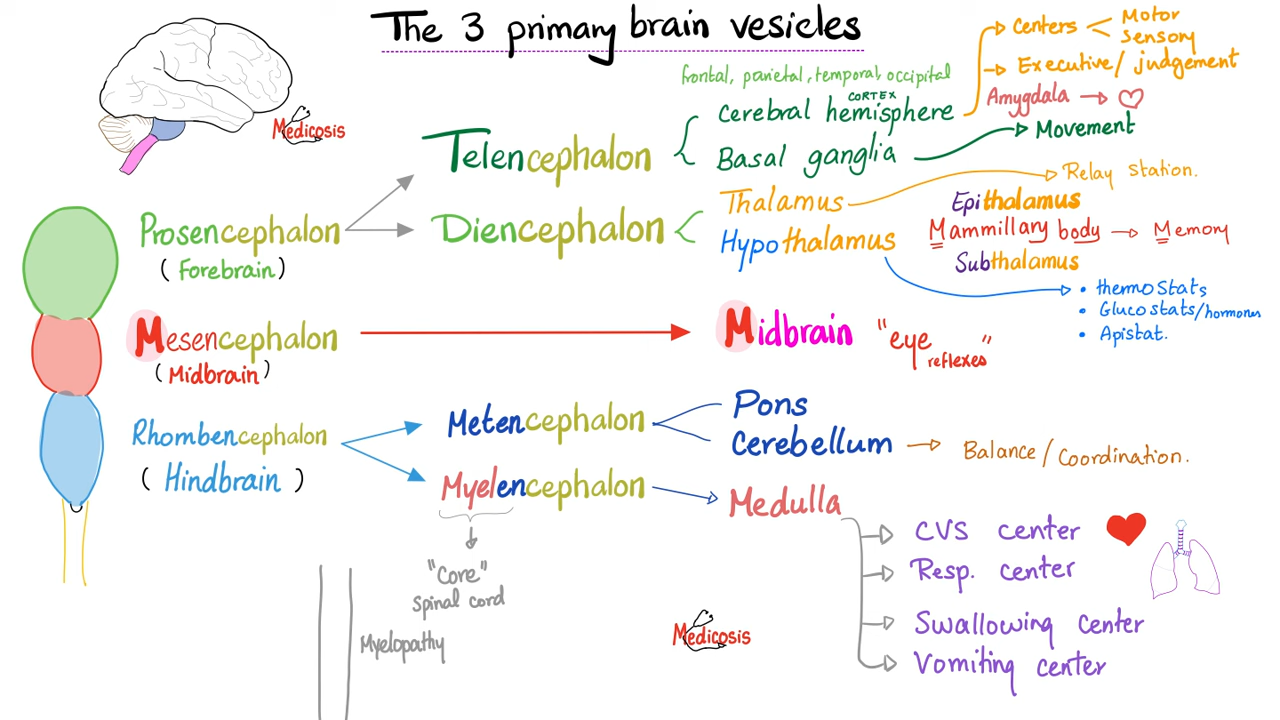 The 3 primary brain vesicles
Medicosis
frontal, parietal, temporal, occipital
CORTEX
Cerebral hemisphere
Centers < Motor
Sensory
Executive / judgement
Amygdala
Telencephalon
Basal ganglia
Movement
Prosencephalon
(Forebrain)
Diencephalon
Thalamus
Relay station.
Hypothalamus
Epithalamus
Mammillary body
Memory
Subthalamus
• thermostats
• Glucostats/hormones
• Apistat.
Mesencephalon
(Midbrain)
Midbrain
"eye reflexes"
Rhombencephalon
(Hindbrain)
Metencephalon
Pons
Cerebellum
Balance / Coordination.
Myelencephalon
Medulla
"Core"
spinal cord
Myelopathy
CVS center
Resp. center
Swallowing center
Vomiting center
Medicosis